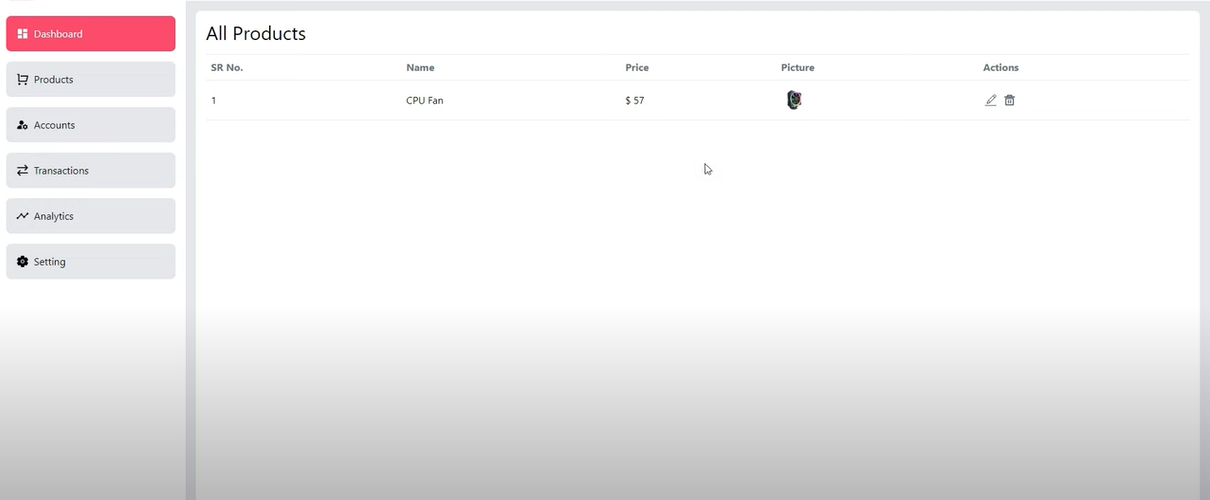 Dashboard
Products
Accounts
Transactions
Analytics
Setting
All Products
SR No. Name Price Picture Actions
1 CPU Fan $ 57